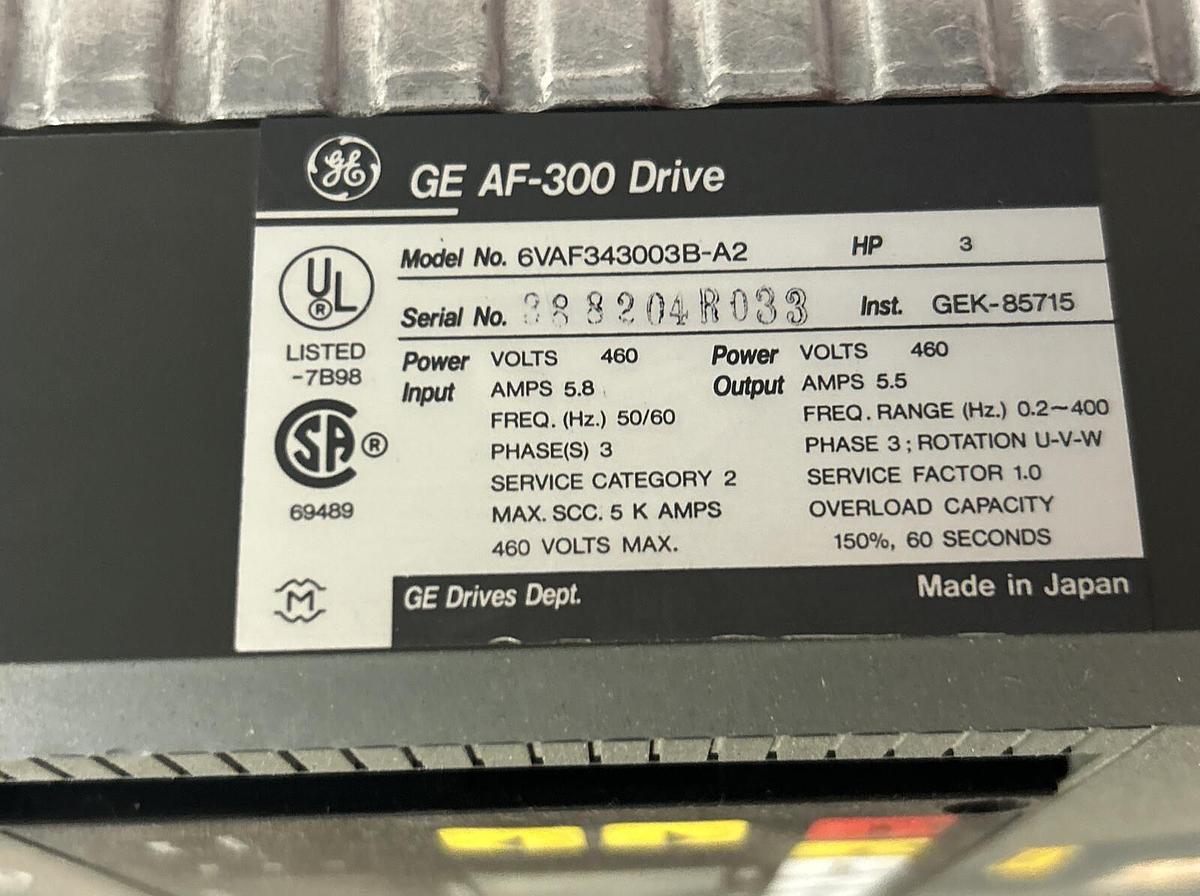 GE GE AF-300 Drive
UL ®
LISTED
-7B98
SA ®
69489
M
Model No. 6VAF343003B-A2 HP 3
Serial No. 388204R033 Inst. GEK-85715
Power Input
VOLTS 460
AMPS 5.8
FREQ. (Hz.) 50/60
PHASE(S) 3
SERVICE CATEGORY 2
MAX. SCC. 5 K AMPS
460 VOLTS MAX.
Power Output
VOLTS 460
AMPS 5.5
FREQ. RANGE (Hz.) 0.2~400
PHASE 3 ; ROTATION U-V-W
SERVICE FACTOR 1.0
OVERLOAD CAPACITY
150%, 60 SECONDS
GE Drives Dept. Made in Japan